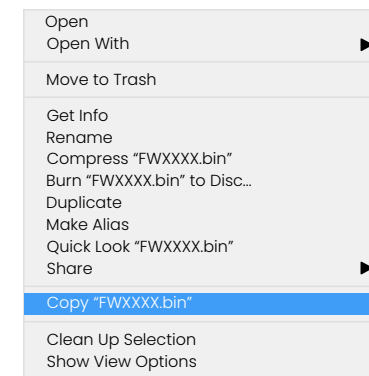 Open
Open With
Move to Trash
Get Info
Rename
Compress “FWXXXX.bin”
Burn “FWXXXX.bin” to Disc...
Duplicate
Make Alias
Quick Look “FWXXXX.bin”
Share
Copy “FWXXXX.bin”
Clean Up Selection
Show View Options